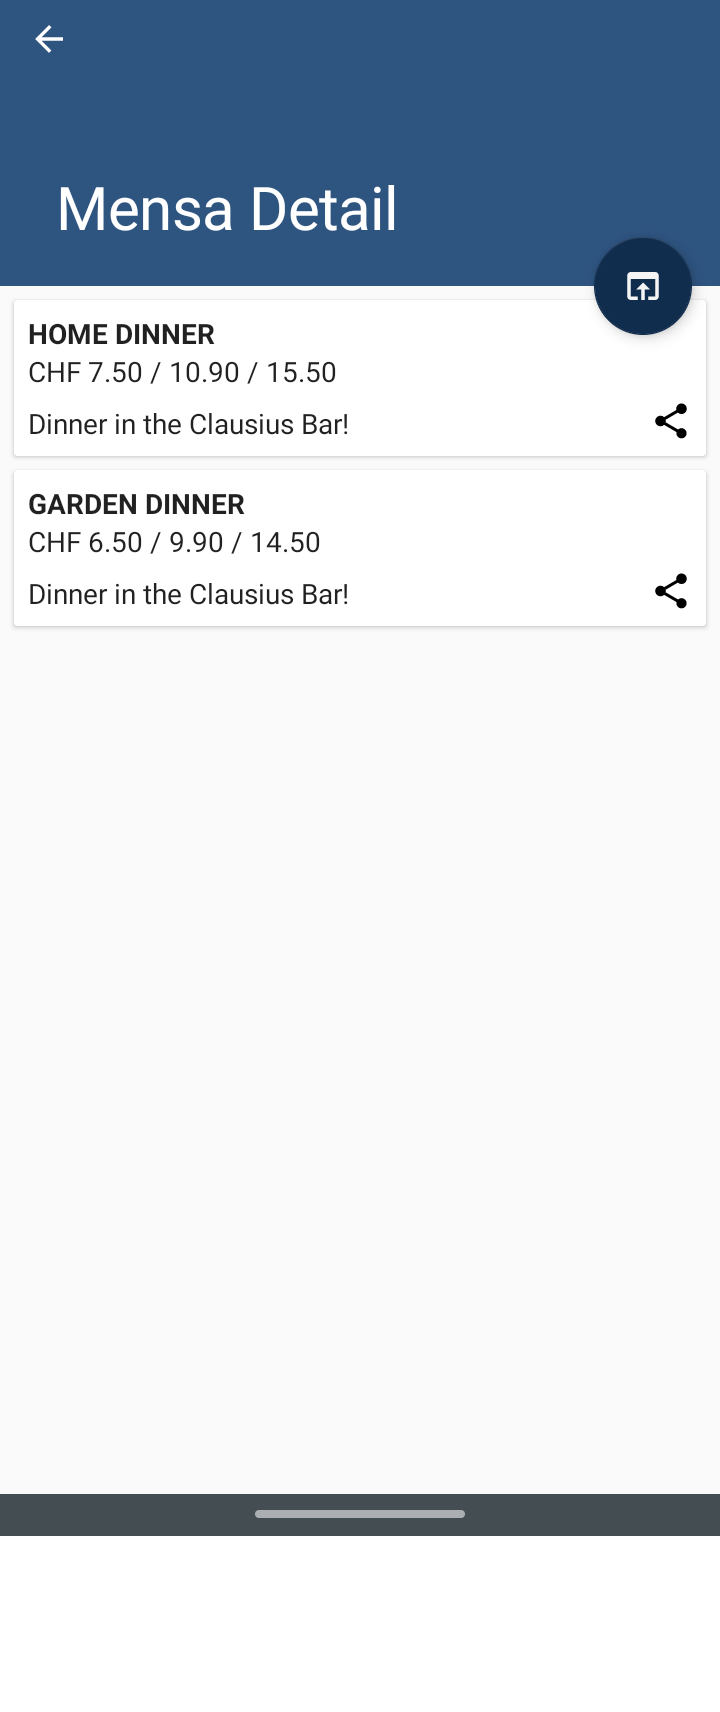 Mensa Detail
HOME DINNER
CHF 7.50 / 10.90 / 15.50
Dinner in the Clausius Bar!
GARDEN DINNER
CHF 6.50 / 9.90 / 14.50
Dinner in the Clausius Bar!